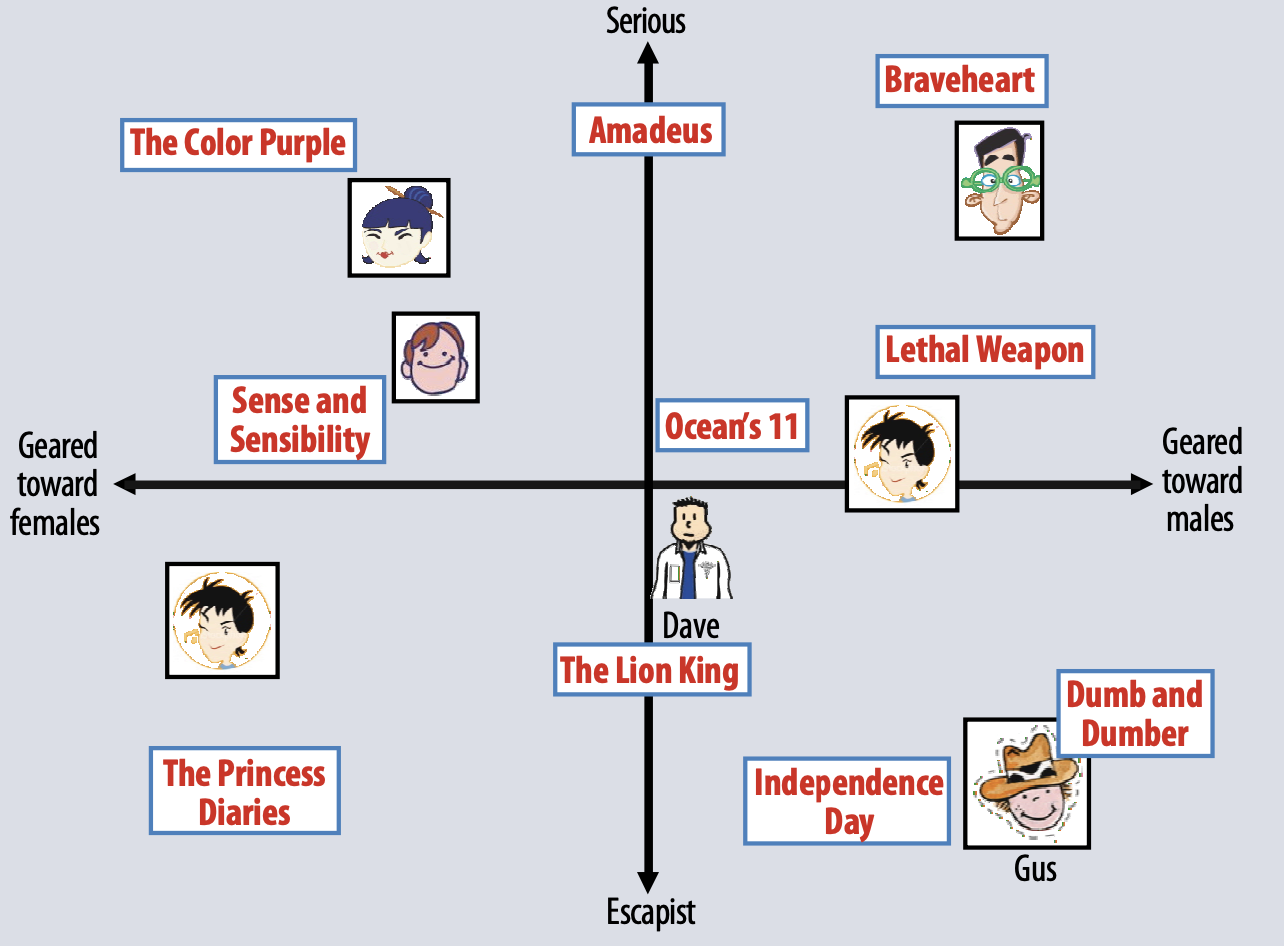 Serious
Braveheart
Amadeus
The Color Purple
Lethal Weapon
Sense and
Sensibility
Ocean's 11
Geared
toward
females
Geared
toward
males
Dave
The Lion King
Dumb and
Dumber
The Princess
Diaries
Independence
Day
Gus
Escapist